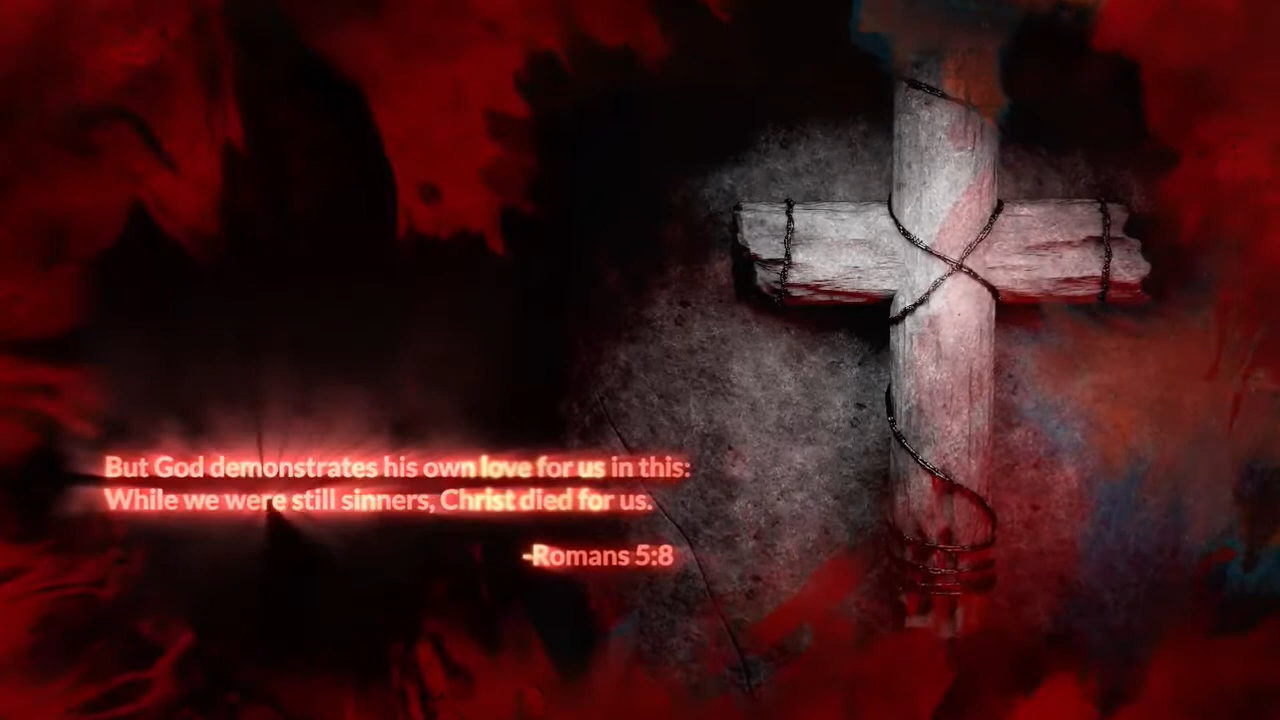 But God demonstrates his own love for us in this:
While we were still sinners, Christ died for us.
-Romans 5:8